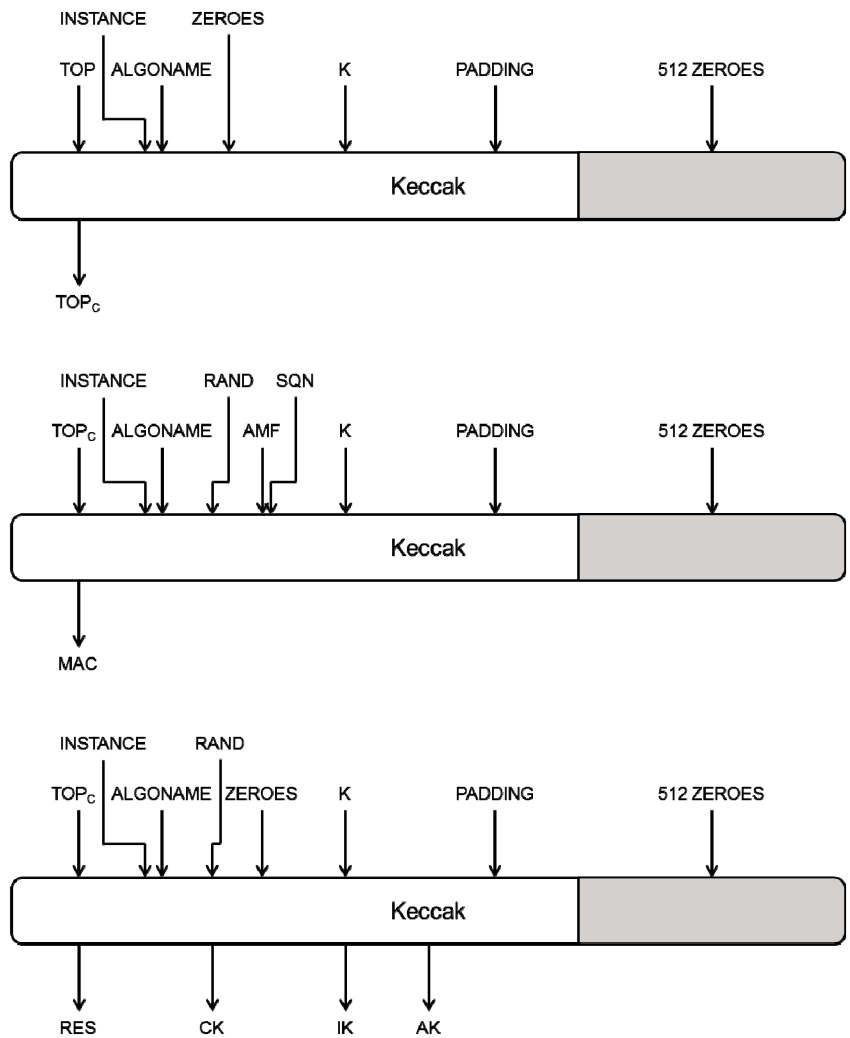 INSTANCE ZEROES
TOP ALGONAME K PADDING 512 ZEROES
Keccak
TOPC
INSTANCE RAND SQN
TOPC ALGONAME AMF K PADDING 512 ZEROES
Keccak
MAC
INSTANCE RAND
TOPC ALGONAME ZEROES K PADDING 512 ZEROES
Keccak
RES CK IK AK